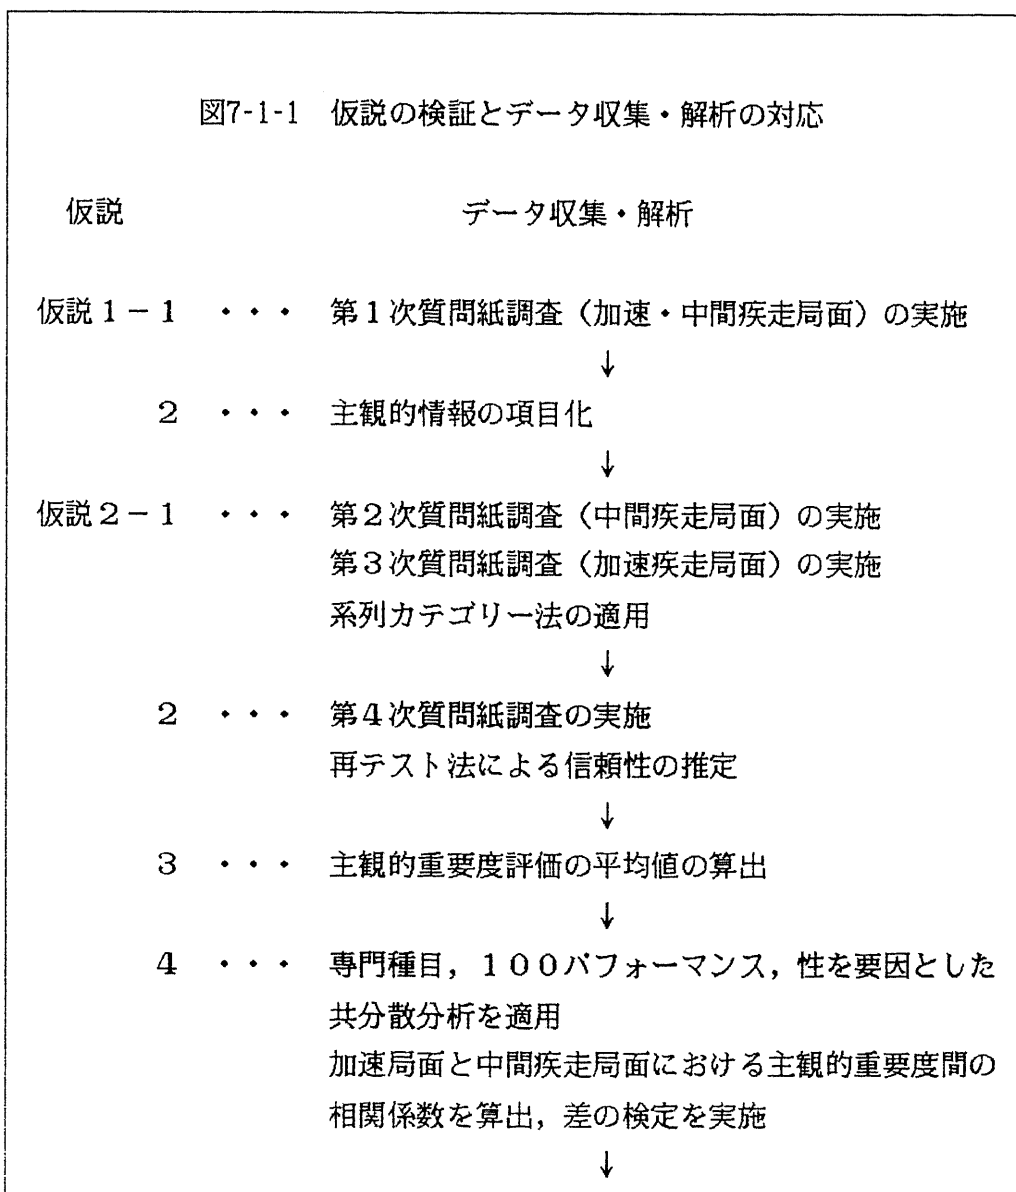 図7-1-1 仮説の検証とデータ収集・解析の対応
仮説 データ収集・解析
仮説1－1 ・・・ 第1次質問紙調査（加速・中間疾走局面）の実施
↓
2 ・・・ 主観的情報の項目化
↓
仮説2－1 ・・・ 第2次質問紙調査（中間疾走局面）の実施
第3次質問紙調査（加速疾走局面）の実施
系列カテゴリー法の適用
↓
2 ・・・ 第4次質問紙調査の実施
再テスト法による信頼性の推定
↓
3 ・・・ 主観的重要度評価の平均値の算出
↓
4 ・・・ 専門種目，100パフォーマンス，性を要因とした
共分散分析を適用
加速局面と中間疾走局面における主観的重要度間の
相関係数を算出，差の検定を実施
↓